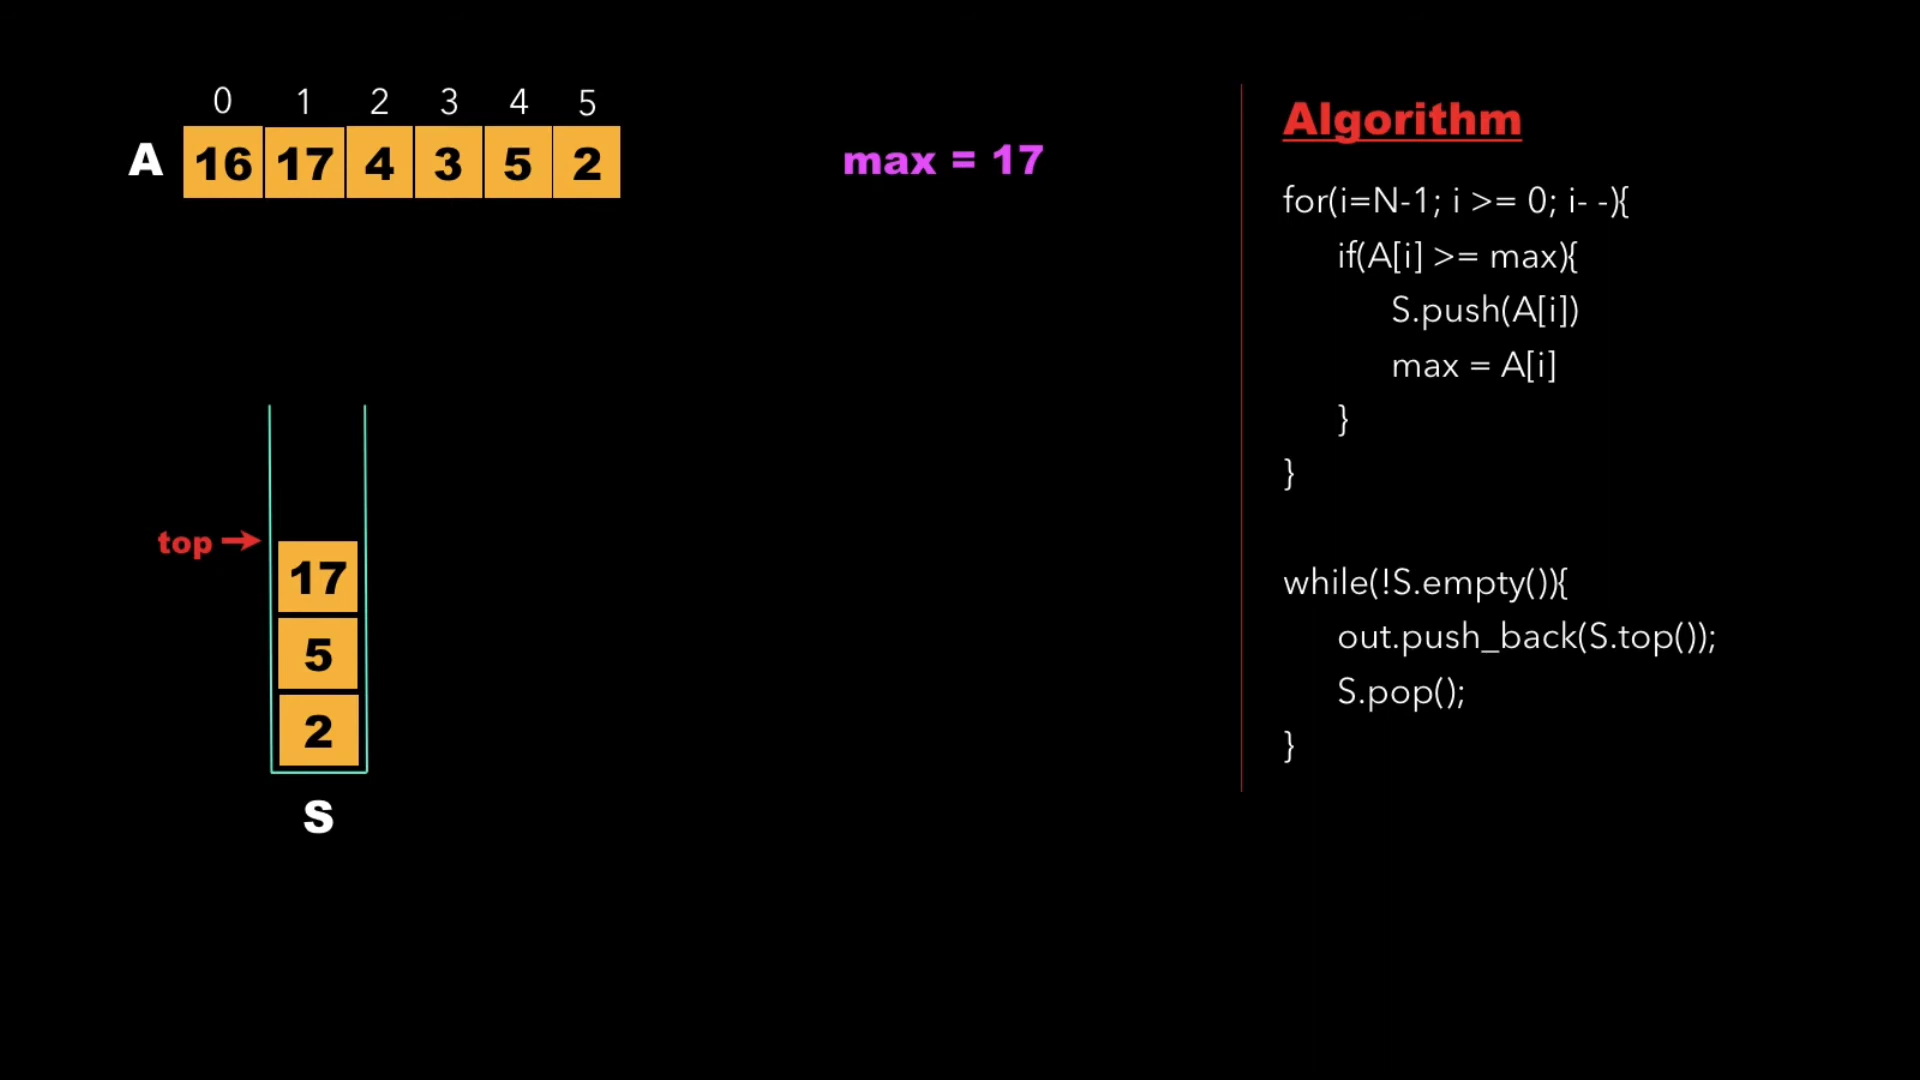 0 1 2 3 4 5
A 16 17 4 3 5 2
max = 17
top
17
5
2
S
Algorithm
for(i=N-1; i >= 0; i- -){
if(A[i] >= max){
S.push(A[i])
max = A[i]
}
}
while(!S.empty()){
out.push_back(S.top());
S.pop();
}